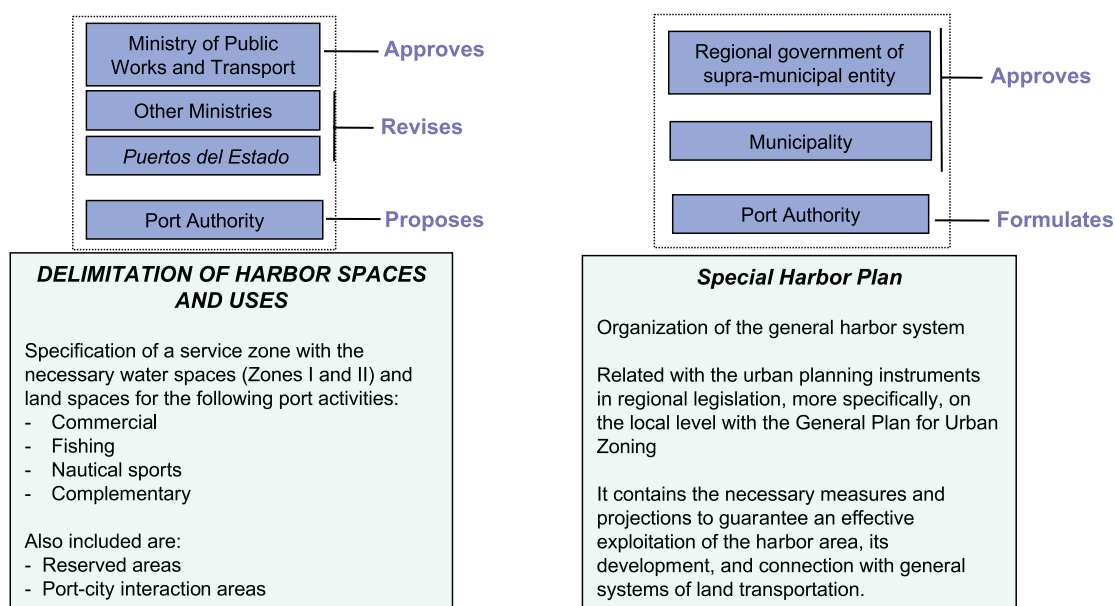 Ministry of Public
Works and Transport
Approves
Other Ministries
Revises
Puertos del Estado
Port Authority
Proposes
DELIMITATION OF HARBOR SPACES
AND USES
Specification of a service zone with the
necessary water spaces (Zones I and II) and
land spaces for the following port activities:
- Commercial
- Fishing
- Nautical sports
- Complementary
Also included are:
- Reserved areas
- Port-city interaction areas
Regional government of
supra-municipal entity
Approves
Municipality
Port Authority
Formulates
Special Harbor Plan
Organization of the general harbor system
Related with the urban planning instruments
in regional legislation, more specifically, on
the local level with the General Plan for Urban
Zoning
It contains the necessary measures and
projections to guarantee an effective
exploitation of the harbor area, its
development, and connection with general
systems of land transportation.